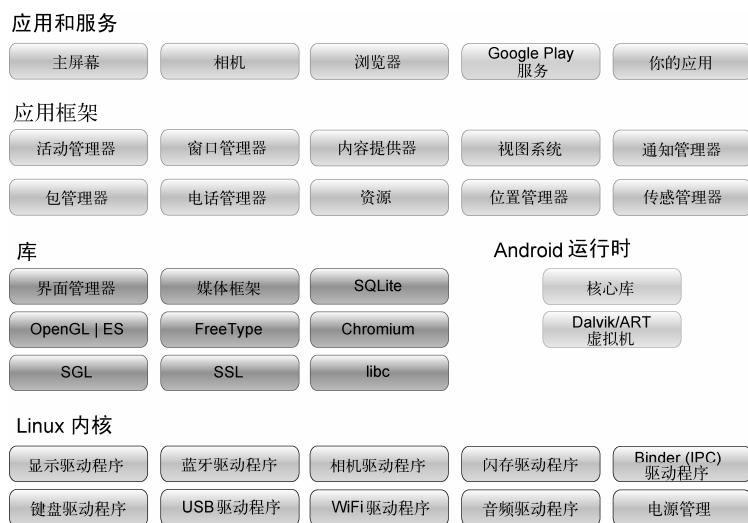 应用和服务
主屏幕 相机 浏览器 Google Play 服务 你的应用
应用框架
活动管理器 窗口管理器 内容提供器 视图系统 通知管理器
包管理器 电话管理器 资源 位置管理器 传感管理器
库
界面管理器 媒体框架 SQLite
OpenGL | ES FreeType Chromium
SGL SSL libc
Android 运行时
核心库
Dalvik/ART
虚拟机
Linux 内核
显示驱动程序 蓝牙驱动程序 相机驱动程序 闪存驱动程序 Binder (IPC) 驱动程序
键盘驱动程序 USB 驱动程序 WiFi 驱动程序 音频驱动程序 电源管理